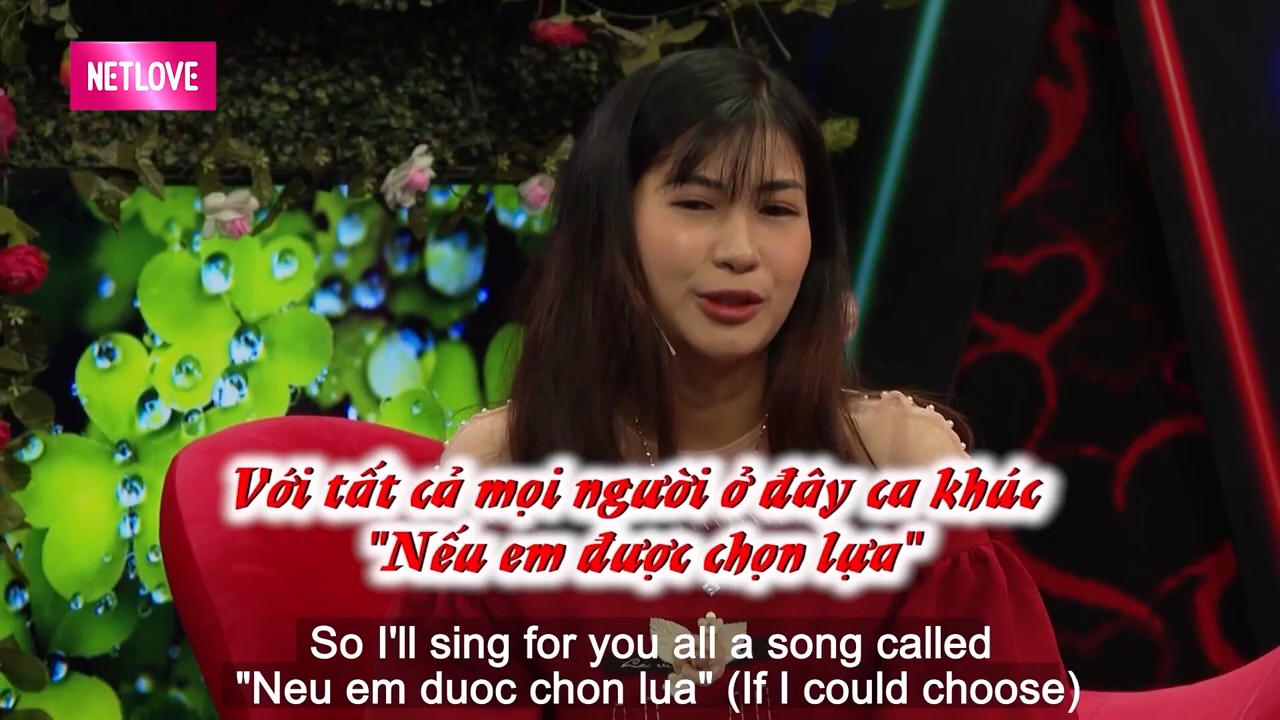 NETLOVE
Với tất cả mọi người ở đây ca khúc
"Nếu em được chọn lựa"
So I'll sing for you all a song called
"Neu em duoc chon lua" (If I could choose)